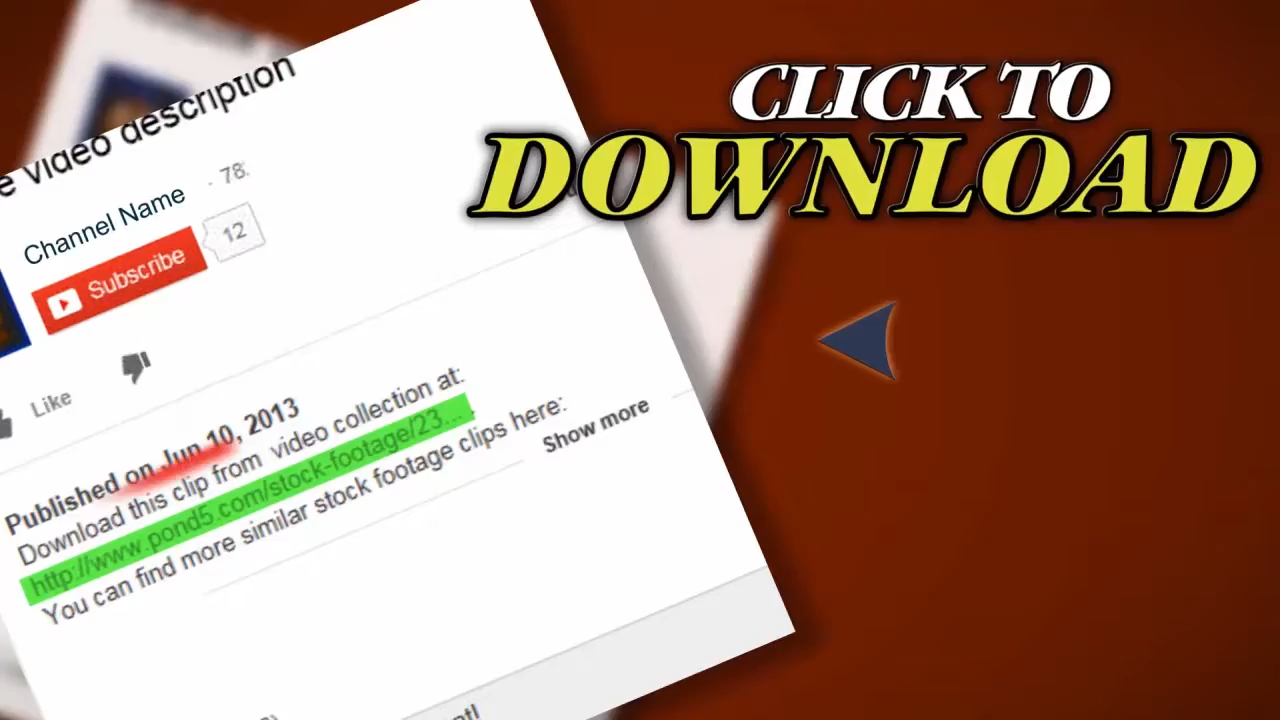 CLICK TO
DOWNLOAD
video description
Channel Name
Subscribe
12
Like
Published on Jun 10, 2013
Download this clip from video collection at:
http://www.pond5.com/stock-footage/23...
You can find more similar stock footage clips here:
Show more